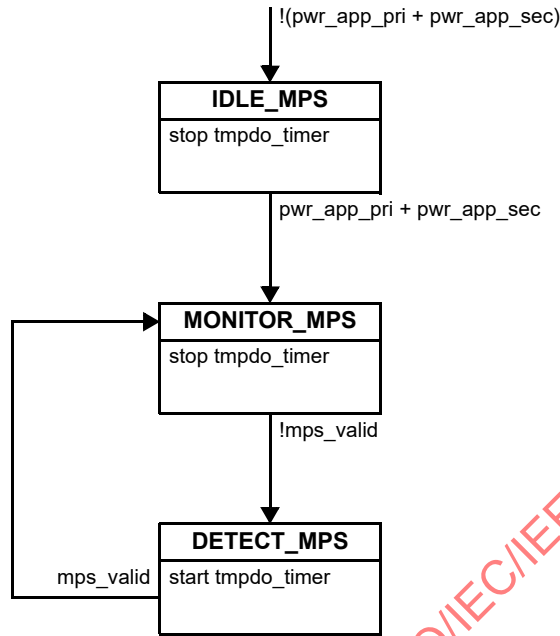 !(pwr_app_pri + pwr_app_sec)
IDLE_MPS
stop tmpdo_timer
pwr_app_pri + pwr_app_sec
MONITOR_MPS
stop tmpdo_timer
!mps_valid
DETECT_MPS
mps_valid
start tmpdo_timer